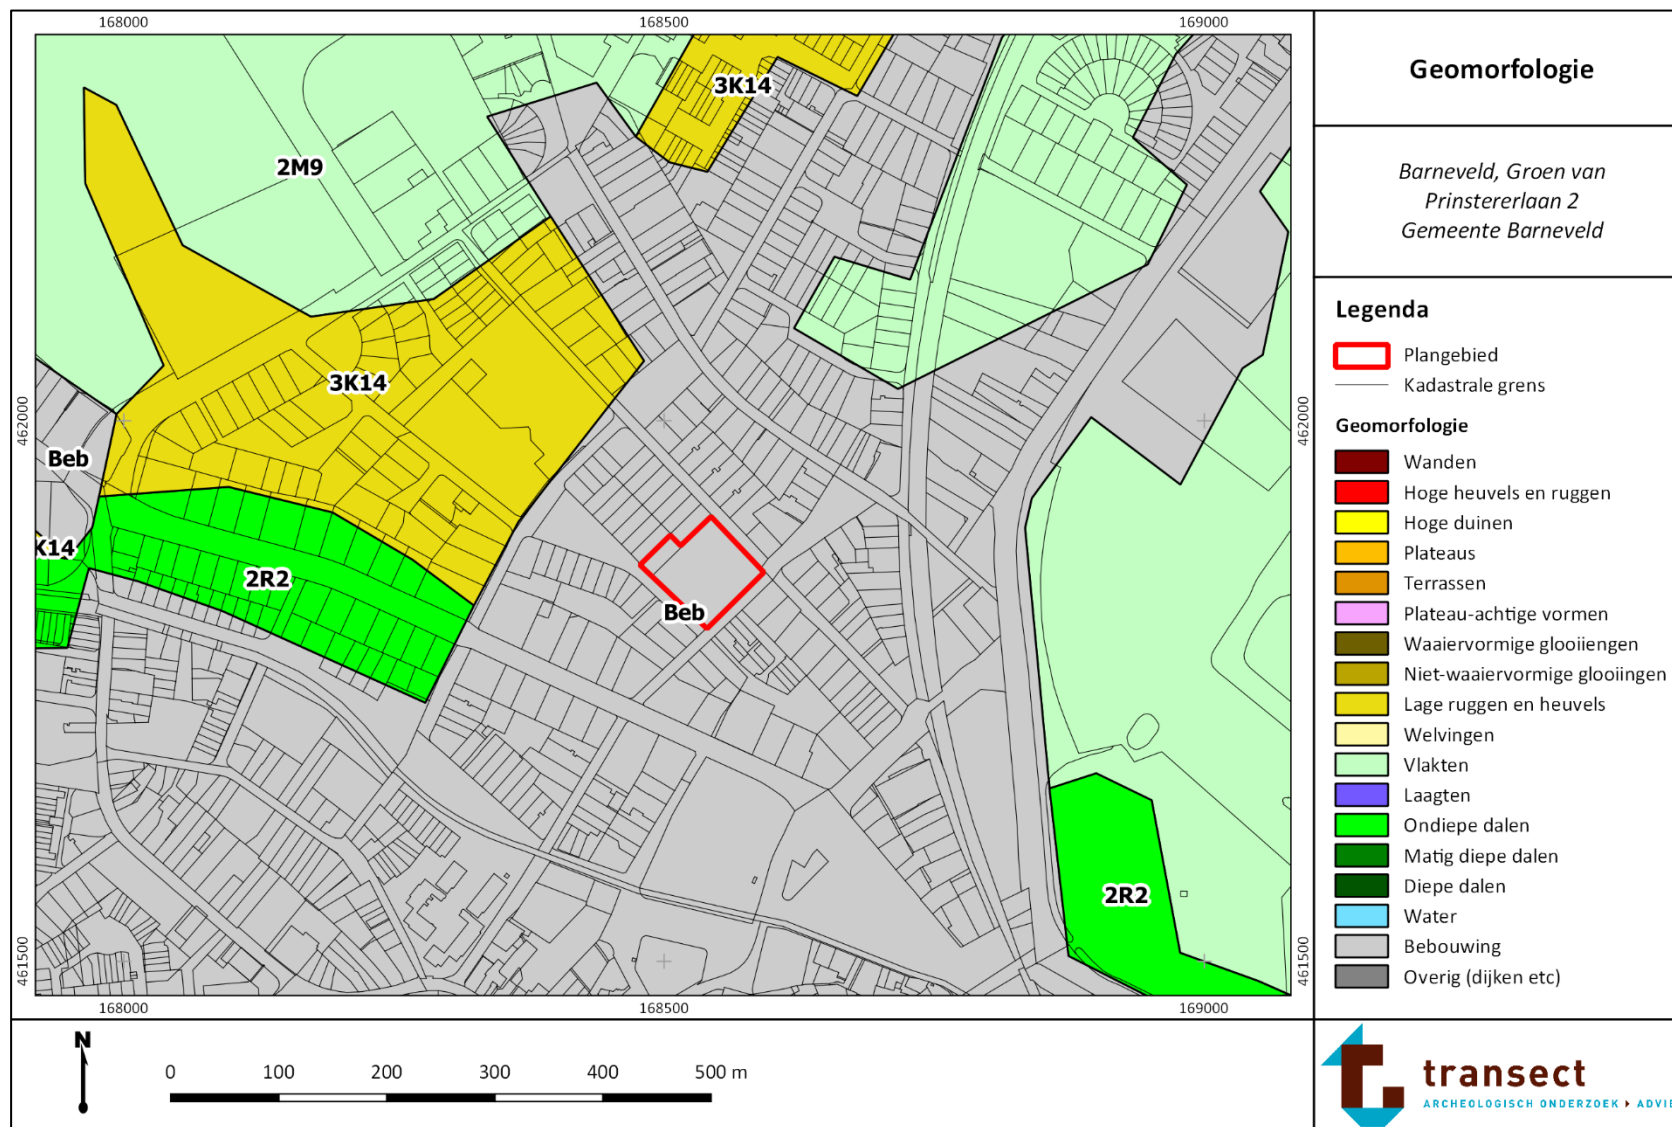 168000
168500
169000
3K14
2M9
3K14
462000
462000
Beb
K14
2R2
Beb
2R2
461500
461500
168000
168500
169000
N
0
100
200
300
400
500 m
Geomorfologie
Barneveld, Groen van
Prinstererlaan 2
Gemeente Barneveld
Legenda
Plangebied
Kadastrale grens
Geomorfologie
Wanden
Hoge heuvels en ruggen
Hoge duinen
Plateaus
Terrassen
Plateau-achtige vormen
Waaiervormige glooiiengen
Niet-waaiervormige glooiingen
Lage ruggen en heuvels
Welvingen
Vlakten
Laagten
Ondiepe dalen
Matig diepe dalen
Diepe dalen
Water
Bebouwing
Overig (dijken etc)
transect
ARCHEOLOGISCH ONDERZOEK ADVIE